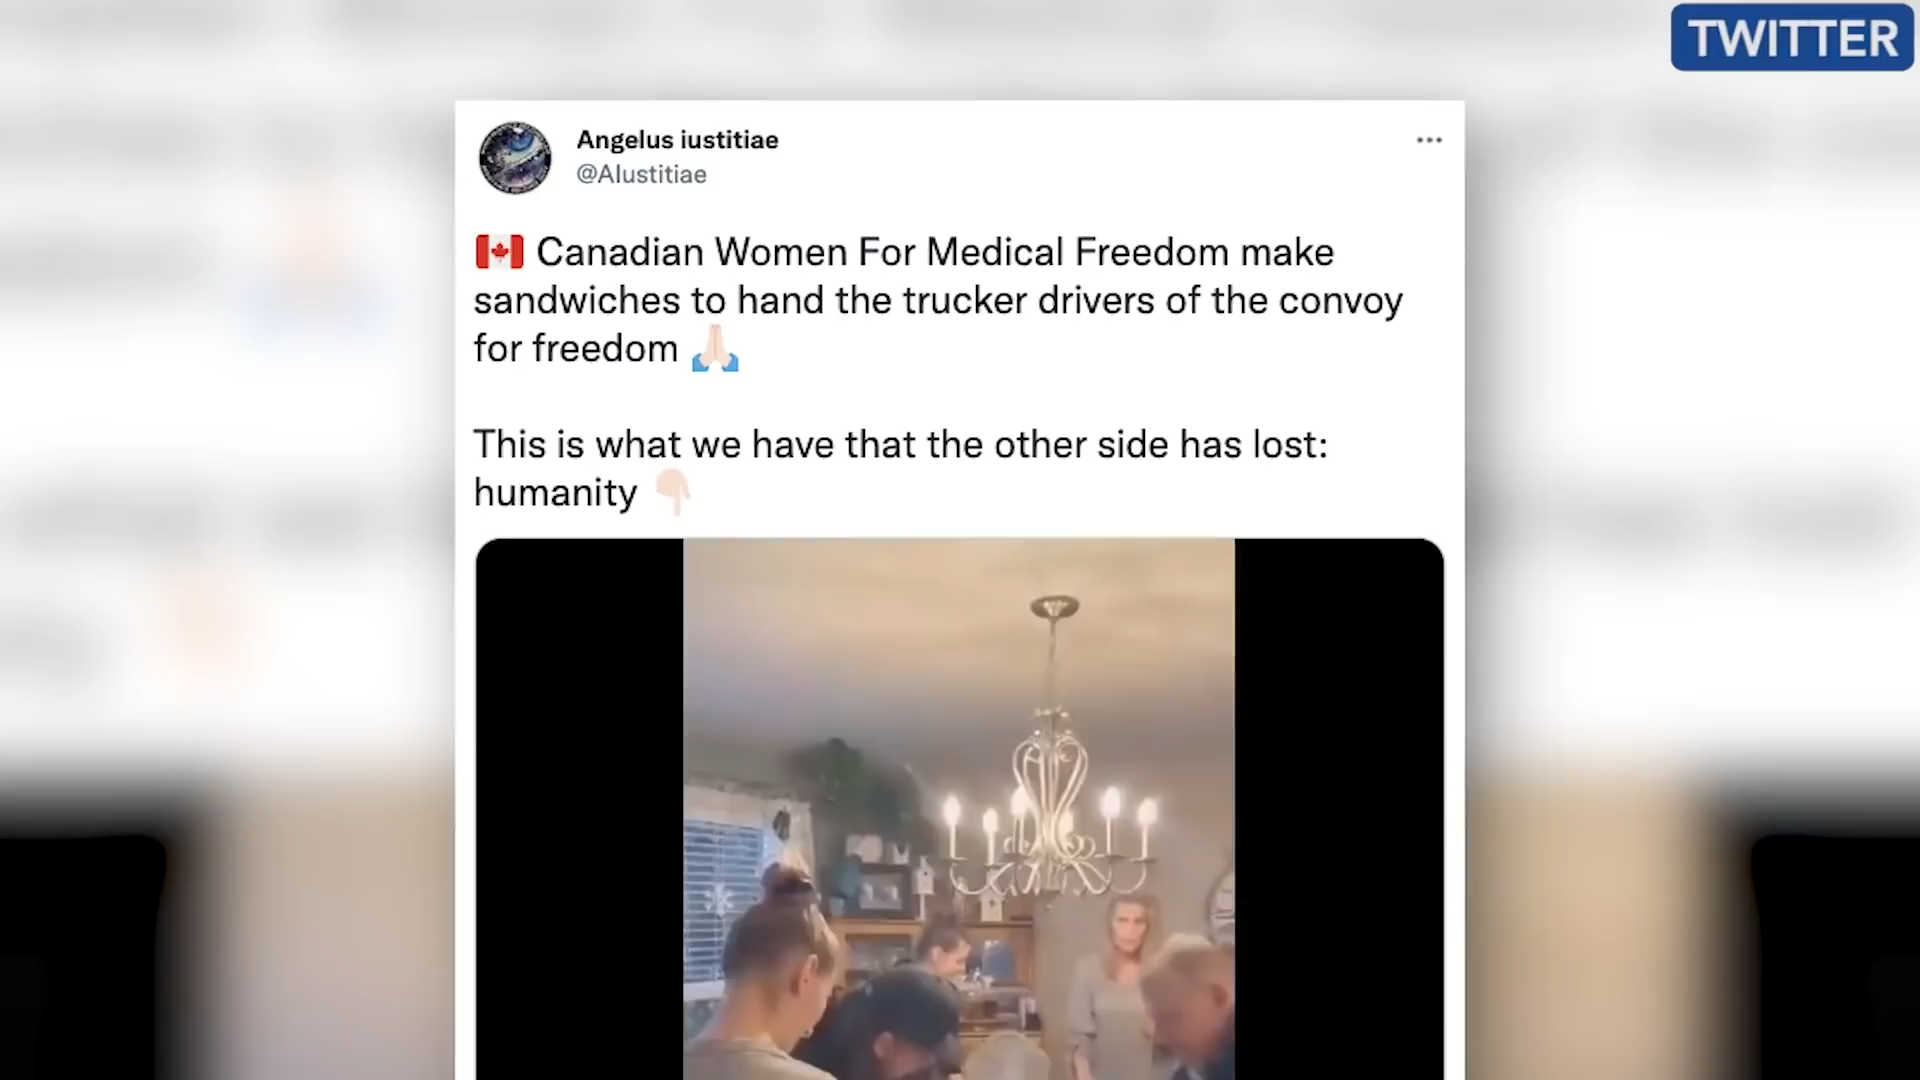 TWITTER
Angelus iustitiae
@AIustitiae
🇨🇦 Canadian Women For Medical Freedom make
sandwiches to hand the trucker drivers of the convoy
for freedom 🙏🏻
This is what we have that the other side has lost:
humanity 👇🏻